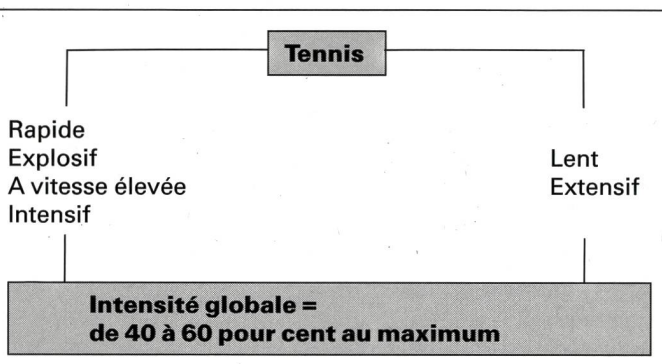 Tennis
Rapide
Explosif
A vitesse élevée
Intensif
Lent
Extensif
Intensité globale =
de 40 à 60 pour cent au maximum